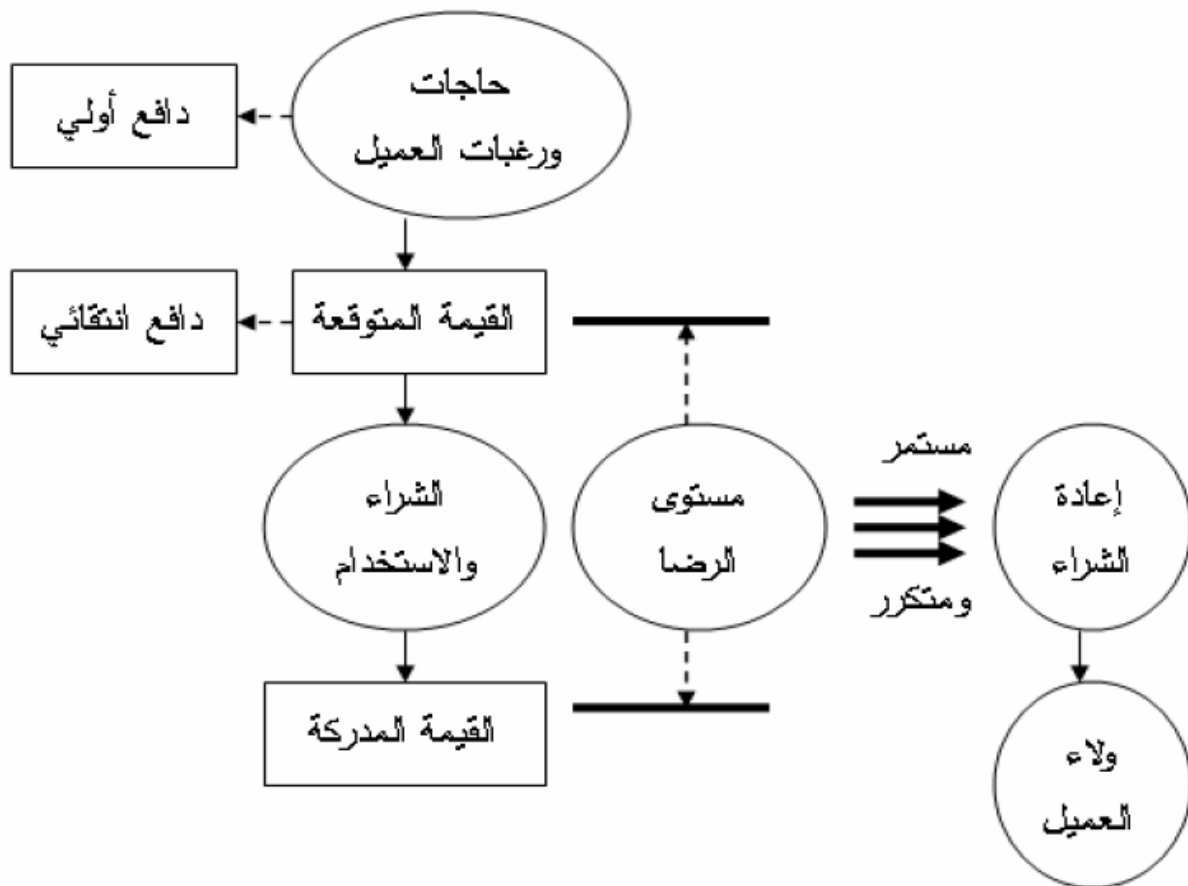 حاجات
ورغبات العميل
دافع أولي
القيمة المتوقعة
دافع انتقائي
الشراء
والاستخدام
مستوى
الرضا
مستمر
ومتكرر
إعادة
الشراء
القيمة المدركة
ولاء
العميل